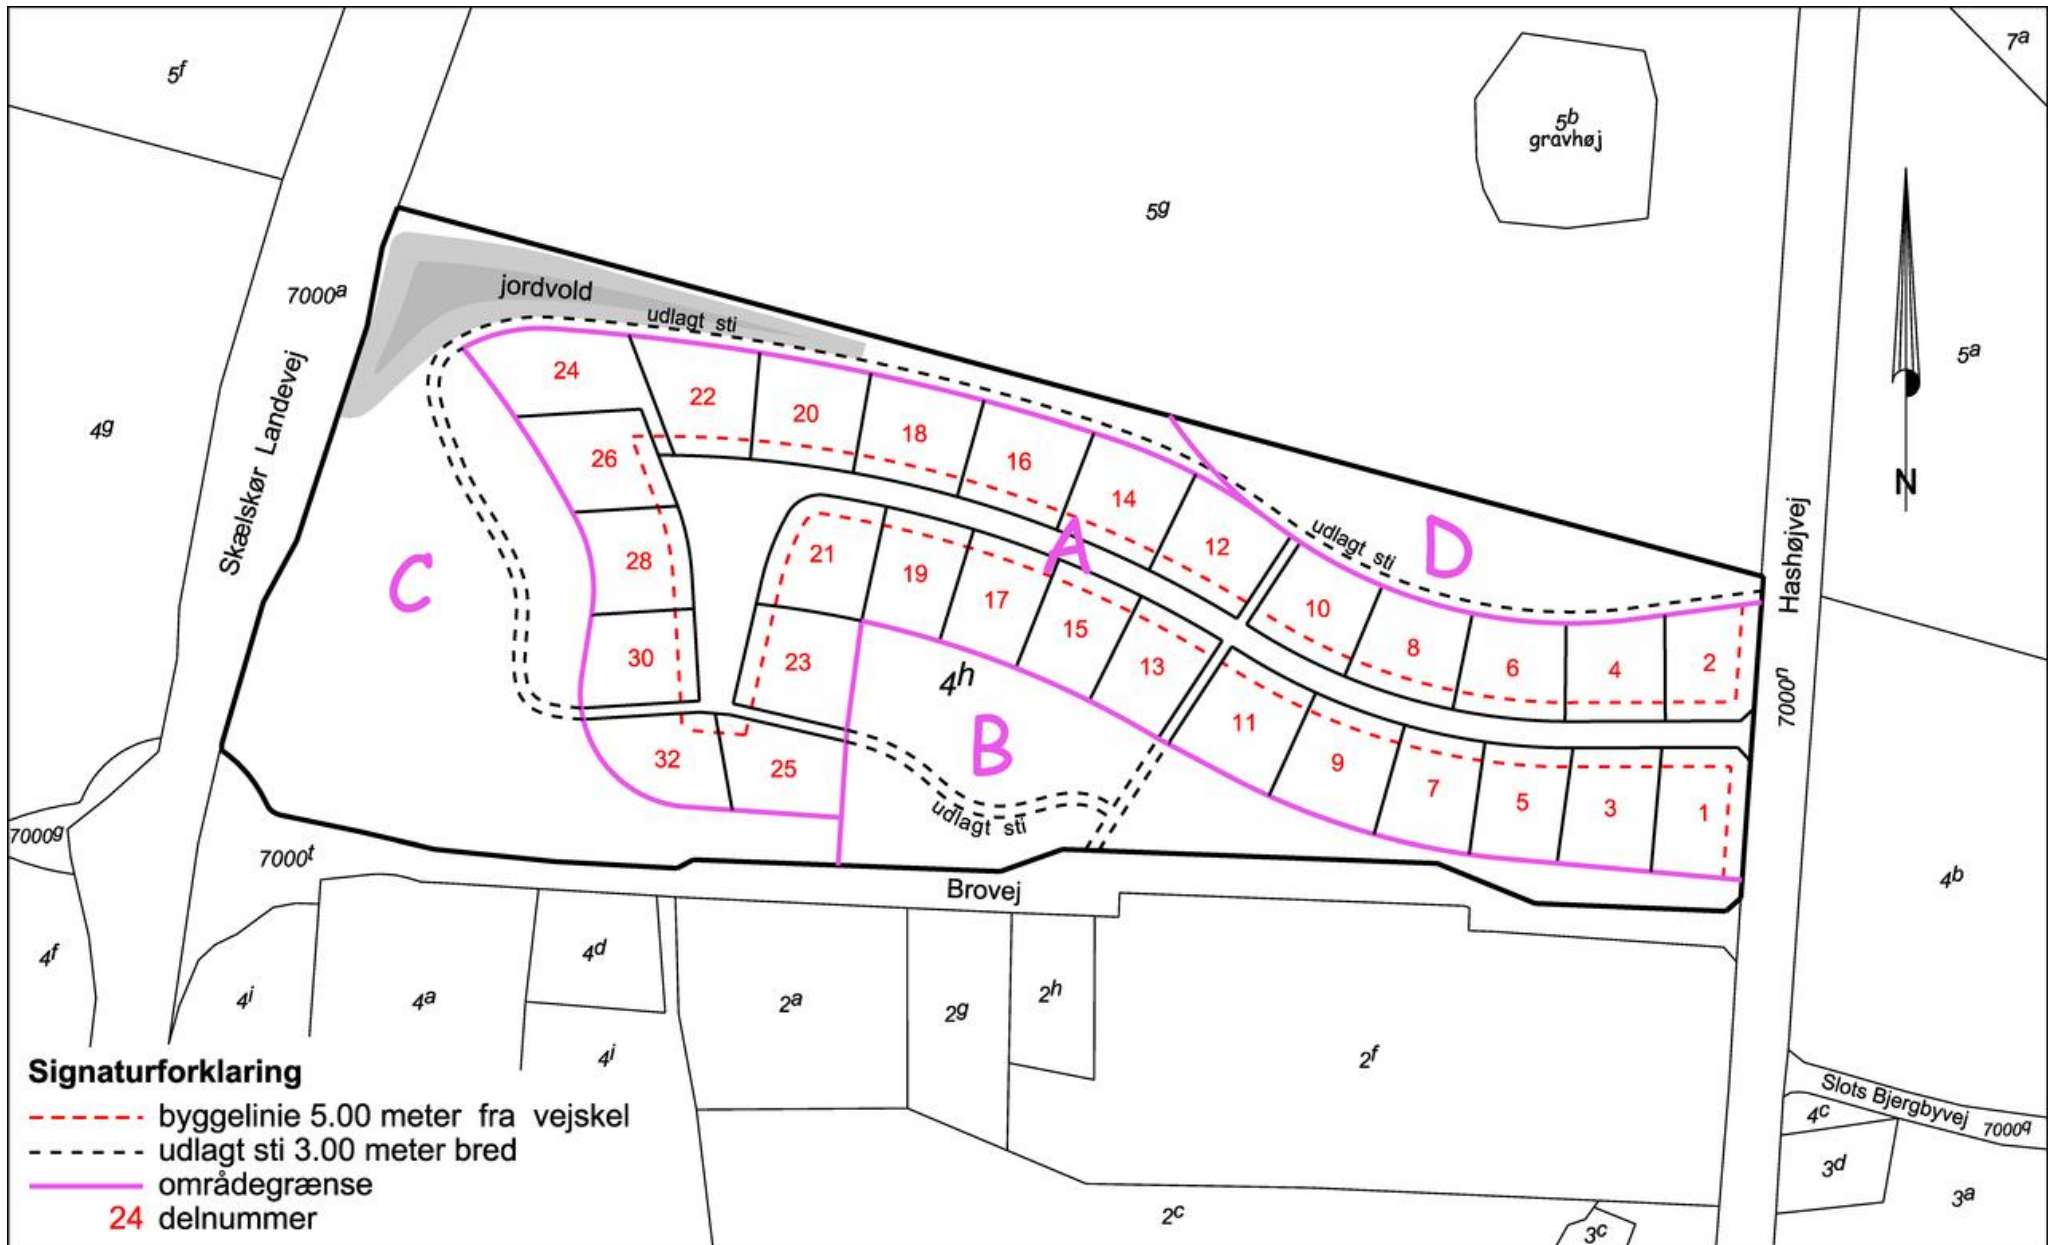 5f
7a
5b
gravhøj
5g
7000a
jordvold
udlagt sti
5a
4g
Skælskør Landevej
24
22
20
18
16
14
12
26
28
30
32
25
23
21
19
17
15
13
10
8
6
4
2
11
9
7
5
3
1
A
B
C
D
N
udlagt sti
Hashøjvej
7000n
4h
udlagt sti
7000g
7000t
Brovej
4b
4f
4i
4a
4d
4i
2a
2g
2h
2f
2c
3c
Slots Bjergbyvej
7000q
4c
3d
3a
Signaturforklaring
byggelinie 5.00 meter fra vejskel
udlagt sti 3.00 meter bred
områdegrænse
24 delnummer